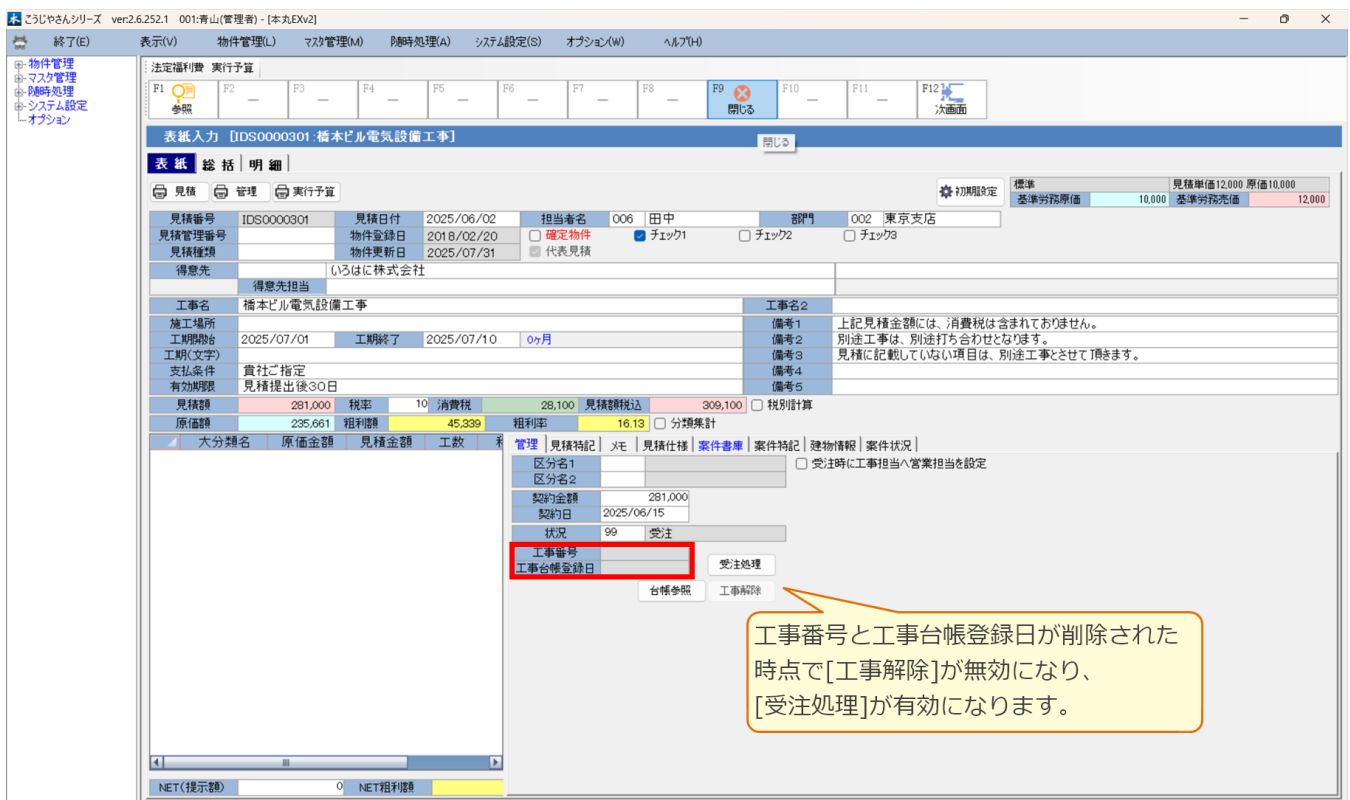 こうじやさんシリーズ ver:2.6.252.1 001:青山(管理者) - [本丸EXv2]
終了(E) 表示(V) 物件管理(L) マスタ管理(M) 随時処理(A) システム設定(S) オプション(W) ヘルプ(H)
物件管理
マスタ管理
随時処理
システム設定
オプション
法定福利費 実行予算
F1 参照 F2 F3 F4 F5 F6 F7 F8 F9 閉じる F10 F11 F12 次画面
表紙入力 [IDS0000301:橋本ビル電気設備工事]
閉じる
表 紙 総 括 明 細
見積 管理 実行予算 初期設定
標準 見積単価12,000 原価10,000
基準労務原価 10,000 基準労務売価 12,000
見積番号 IDS0000301 見積日付 2025/06/02 担当者名 006 田中 部門 002 東京支店
見積管理番号 物件登録日 2018/02/20 確定物件 チェック1 チェック2 チェック3
見積種類 物件更新日 2025/07/31 代表見積
得意先 いろはに株式会社
得意先担当
工事名 橋本ビル電気設備工事 工事名2
施工場所 備考1 上記見積金額には、消費税は含まれておりません。
工期開始 2025/07/01 工期終了 2025/07/10 0ヶ月 備考2 別途工事は、別途打ち合わせとなります。
工期(文字) 備考3 見積に記載していない項目は、別途工事とさせて頂きます。
支払条件 貴社ご指定 備考4
有効期限 見積提出後30日 備考5
見積額 281,000 税率 10 消費税 28,100 見積額税込 309,100 税別計算
原価額 235,661 粗利額 45,339 粗利率 16.13 分類集計
大分類名 原価金額 見積金額 工数
管理 見積特記 メモ 見積仕様 案件書庫 案件特記 建物情報 案件状況
区分名1 受注時に工事担当へ営業担当を設定
区分名2
契約金額 281,000
契約日 2025/06/15
状況 99 受注
工事番号
工事台帳登録日 受注処理
台帳参照 工事解除
工事番号と工事台帳登録日が削除された
時点で[工事解除]が無効になり、
[受注処理]が有効になります。
NET(提示額) 0 NET粗利額